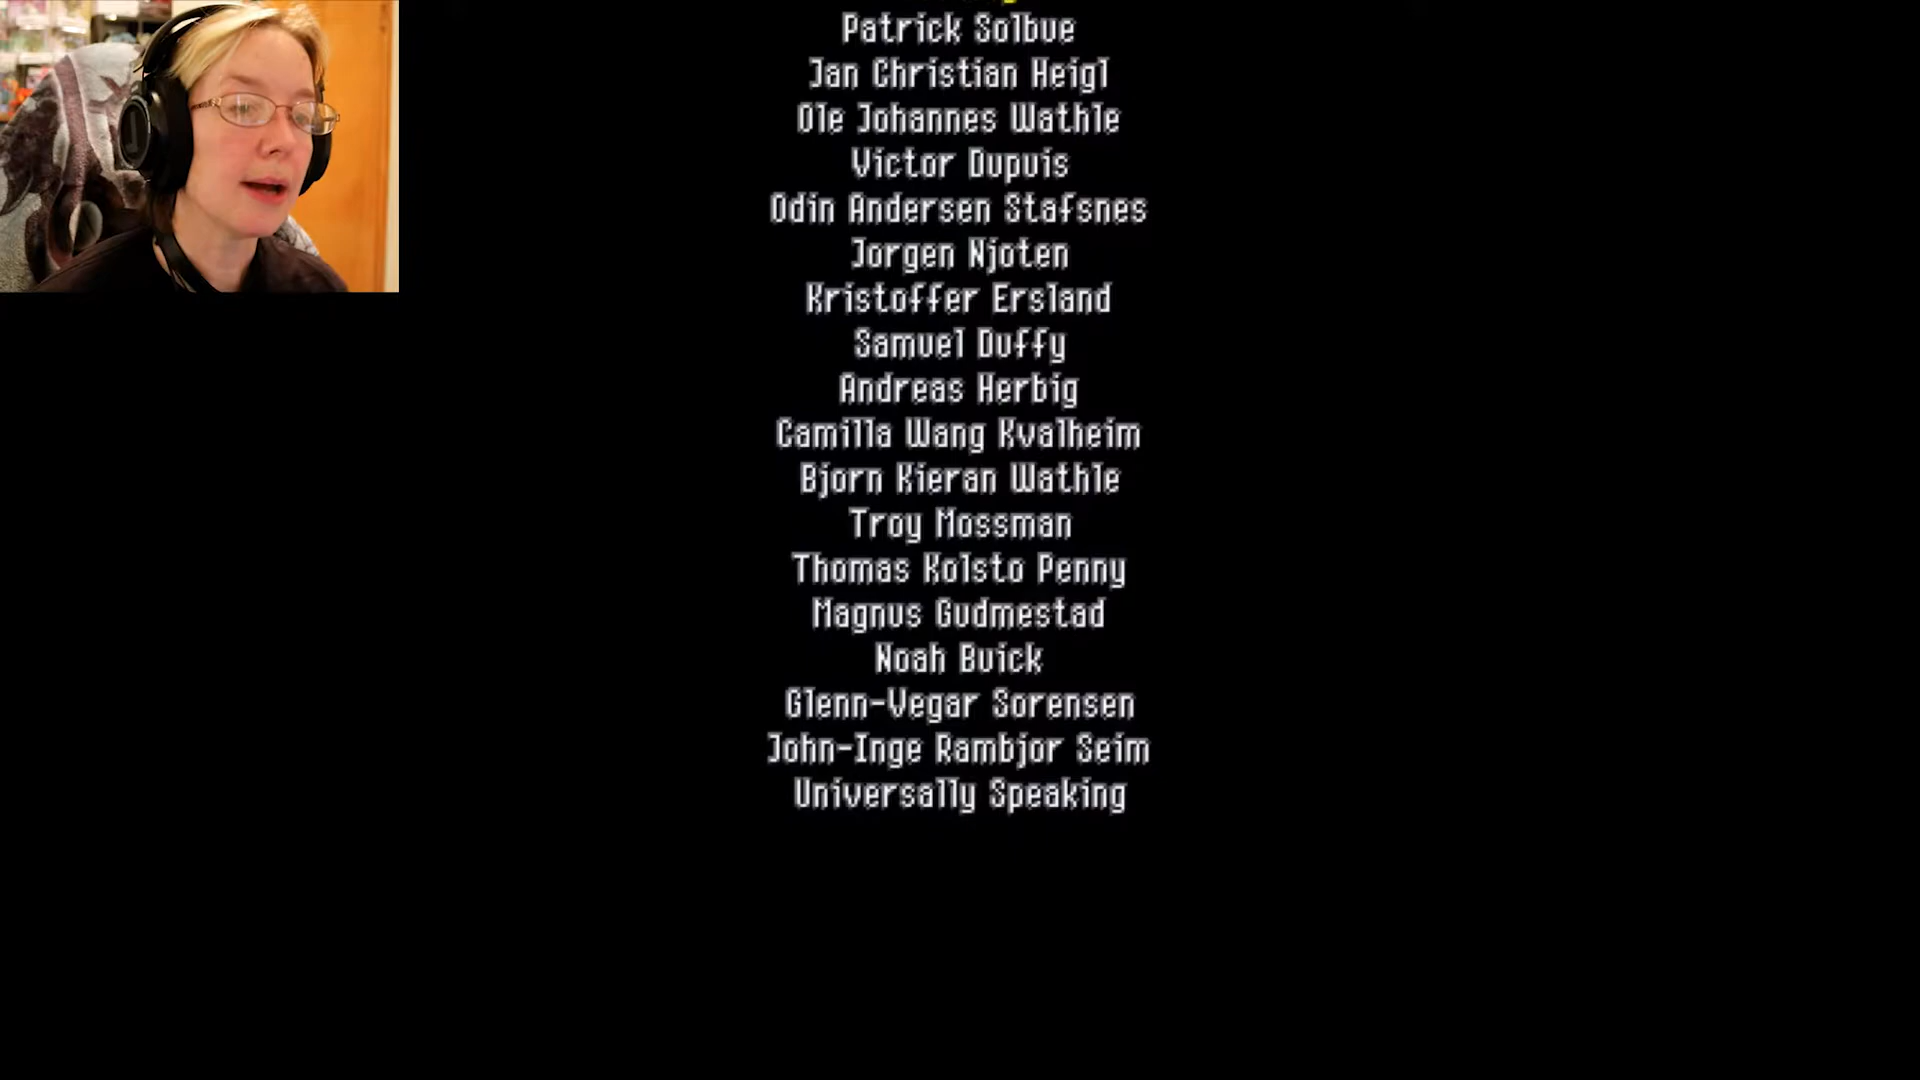 Patrick Solbue
Jan Christian Heigl
Ole Johannes Wathle
Victor Dupuis
Odin Andersen Stafsnes
Jorgen Njoten
Kristoffer Ersland
Samuel Duffy
Andreas Herbig
Camilla Wang Kvalheim
Bjorn Kieran Wathle
Troy Mossman
Thomas Kolsto Penny
Magnus Gudmestad
Noah Buick
Glenn-Vegar Sorensen
John-Inge Rambjor Seim
Universally Speaking